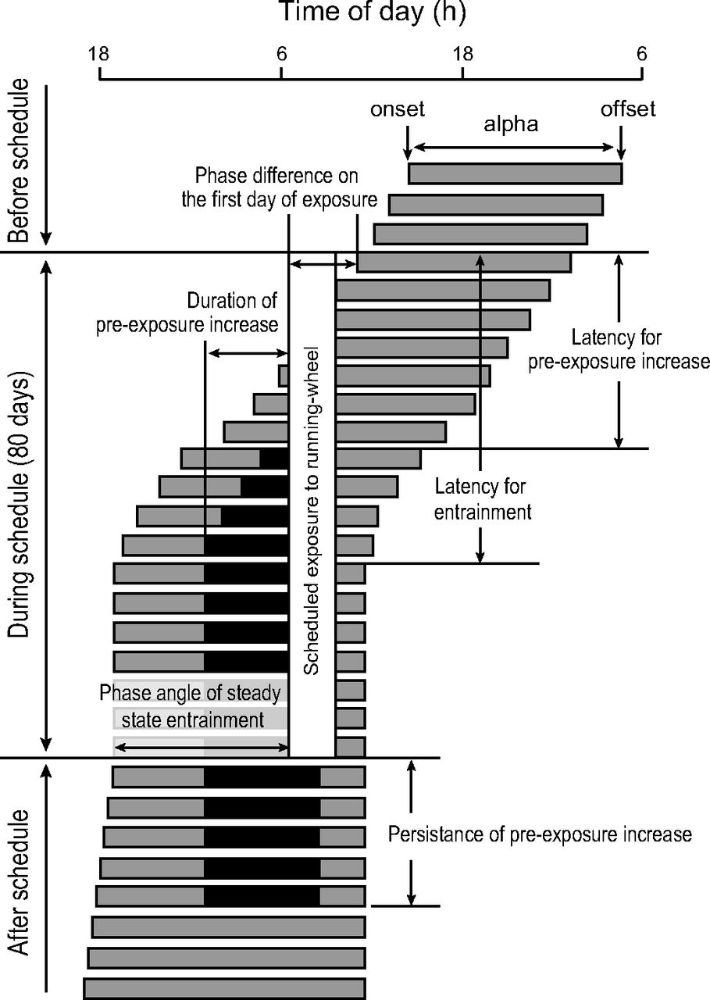 Time of day (h)
18 6 18 6
Before schedule
onset
offset
alpha
Phase difference on
the first day of exposure
During schedule (80 days)
Duration of
pre-exposure increase
Latency for
pre-exposure increase
Scheduled exposure to running-wheel
Latency for
entrainment
Phase angle of steady
state entrainment
After schedule
Persistance of pre-exposure increase